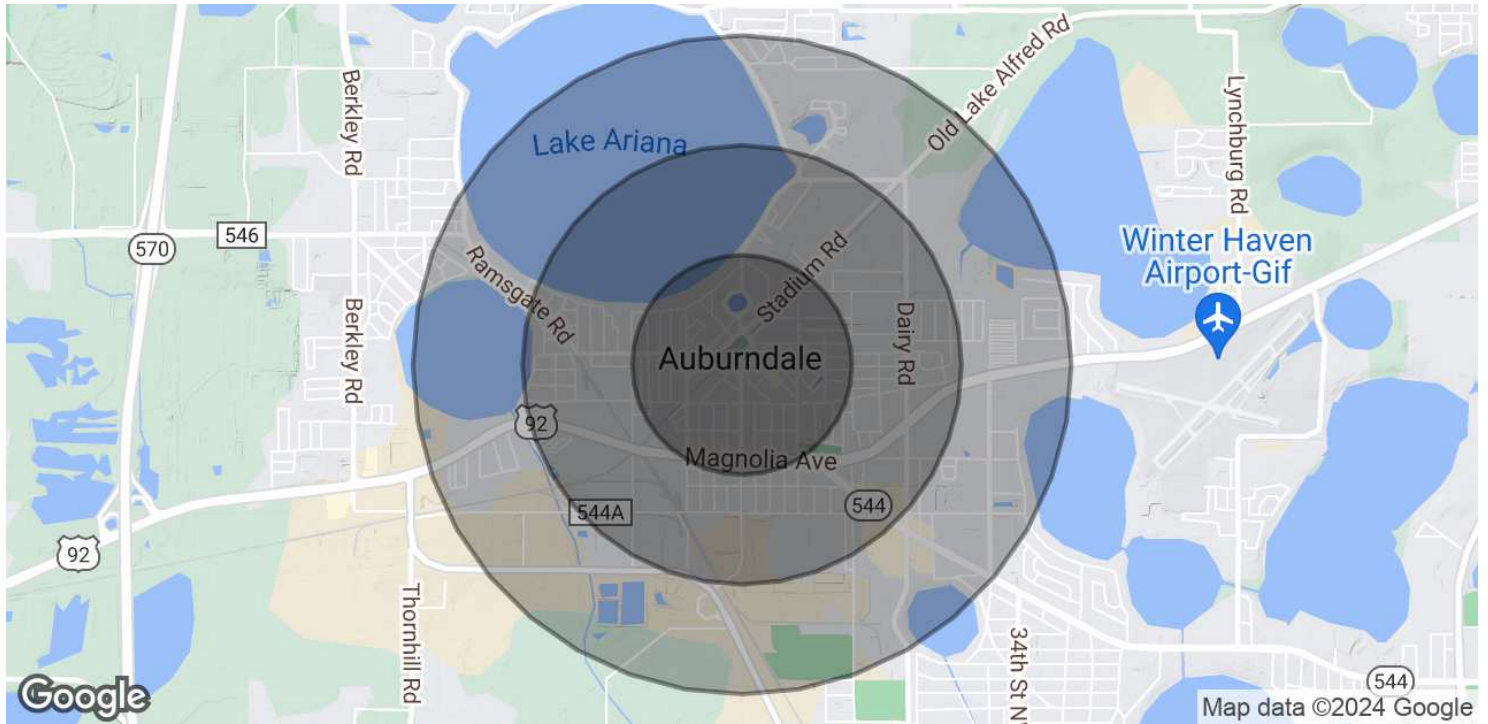 Old Lake Alfred Rd
Berkley Rd
Lynchburg Rd
Lake Ariana
570
546
Ramsgate Rd
Stadium Rd
Winter Haven
Airport-Gif
Berkley Rd
Dairy Rd
Auburndale
92
Magnolia Ave
544A
544
92
Thornhill Rd
34th St N
544
Google
Map data ©2024 Google